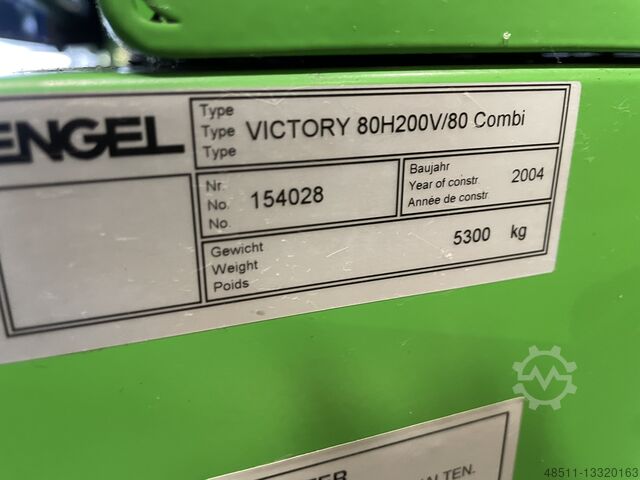 ENGEL
Type
Type VICTORY 80H200V/80 Combi
Type
Nr.
No. 154028
No.
Baujahr
Year of constr. 2004
Année de constr
Gewicht
Weight 5300 kg
Poids
TEN.
48511-13320163